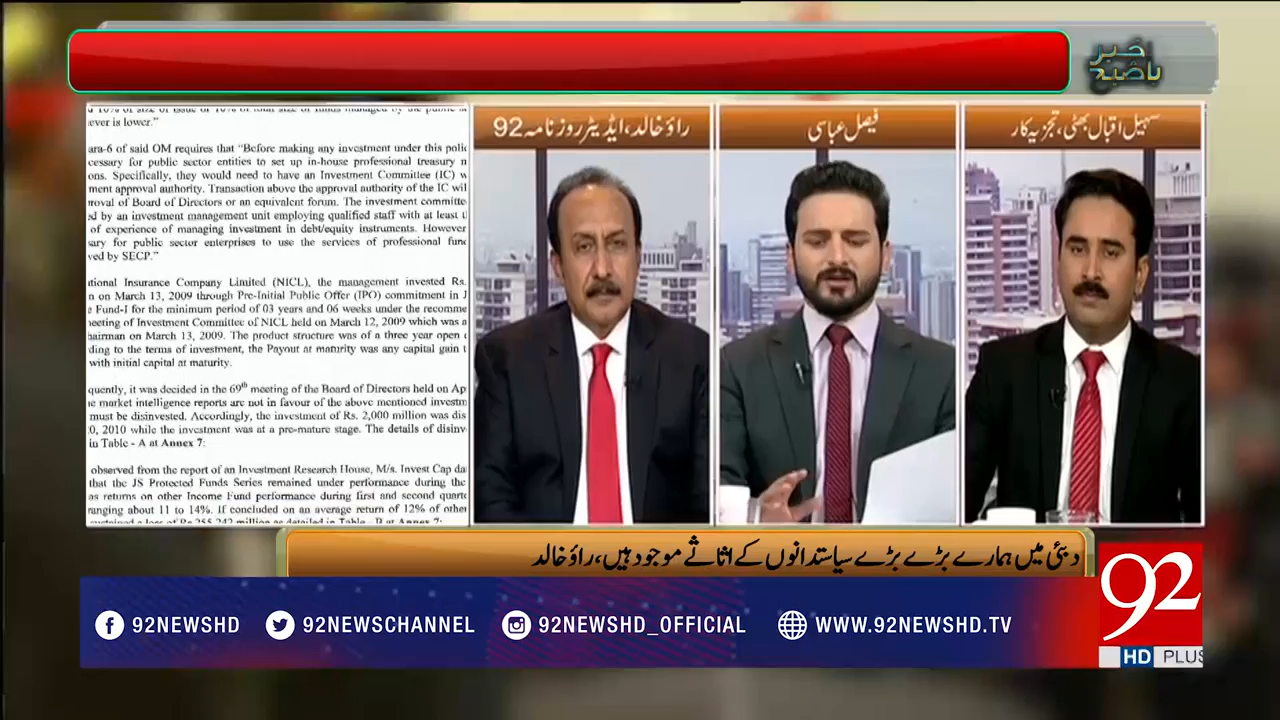 باخبر صبح
ever is lower."
ara-6 of said OM requires that "Before making any investment under this polic
cessary for public sector entities to set up in-house professional treasury n
ons. Specifically, they would need to have an Investment Committee (IC) w
ment approval authority. Transaction above the approval authority of the IC wil
roval of Board of Directors or an equivalent forum. The investment committe
ed by an investment management unit employing qualified staff with at least t
of experience of managing investment in debt/equity instruments. However
sary for public sector enterprises to use the services of professional func
ved by SECP."
tional Insurance Company Limited (NICL), the management invested Rs.
n on March 13, 2009 through Pre-Initial Public Offer (IPO) commitment in J
e Fund-I for the minimum period of 03 years and 06 weeks under the recomme
eeting of Investment Committee of NICL held on March 12, 2009 which was a
hairman on March 13, 2009. The product structure was of a three year open
ding to the terms of investment, the Payout at maturity was any capital gain t
with initial capital at maturity.
quently, it was decided in the 69th meeting of the Board of Directors held on Ap
e market intelligence reports are not in favour of the above mentioned investm
must be disinvested. Accordingly, the investment of Rs. 2,000 million was dis
0, 2010 while the investment was at a pre-mature stage. The details of disinv
in Table - A at Annex 7:
observed from the report of an Investment Research House, M/s. Invest Cap da
that the JS Protected Funds Series remained under performance during the
as returns on other Income Fund performance during first and second quarte
ranging about 11 to 14%. If concluded on an average return of 12% of other
سہیل اقبال بھٹی، تجزیہ کار
فیصل عباسی
راؤ خالد، ایڈیٹر روزنامہ 92
دبئی میں ہمارے بڑے بڑے سیاستدانوں کے اثاثے موجود ہیں، راؤ خالد
92NEWSHD
92NEWSCHANNEL
92NEWSHD_OFFICIAL
WWW.92NEWSHD.TV
92
HD PLUS